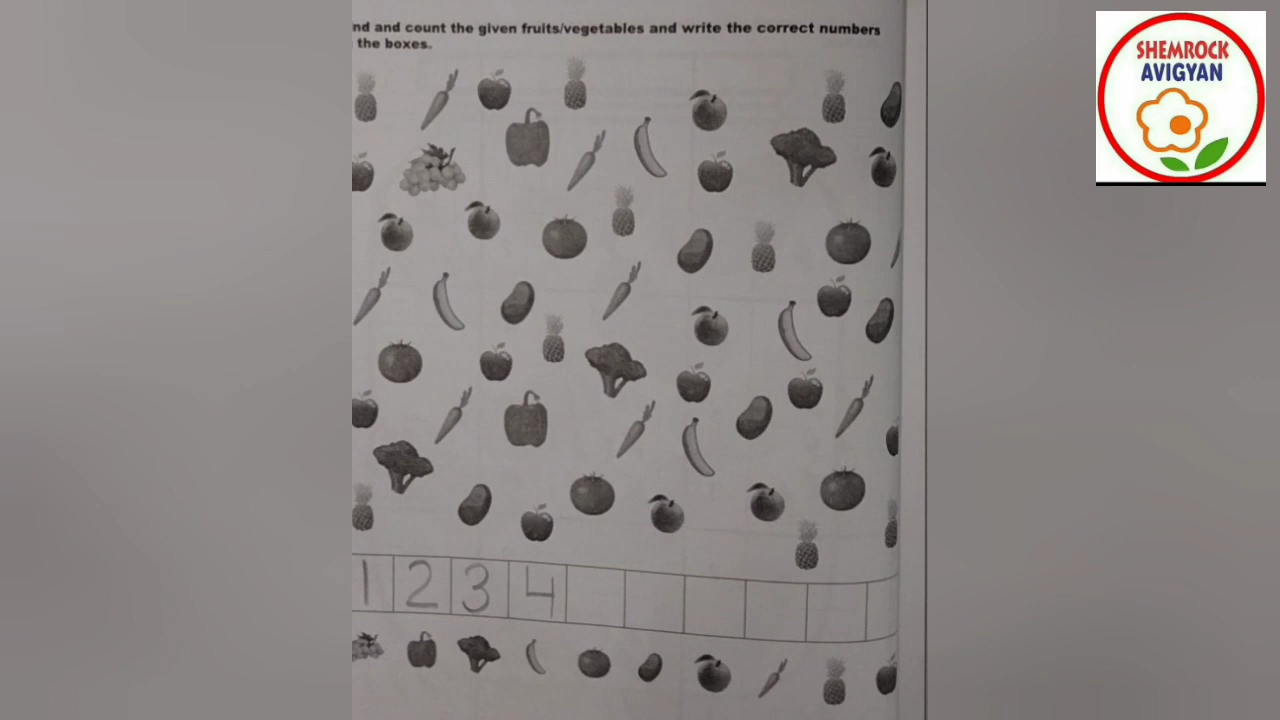 nd and count the given fruits/vegetables and write the correct numbers
the boxes.
SHEMROCK
AVIGYAN
1 2 3 4